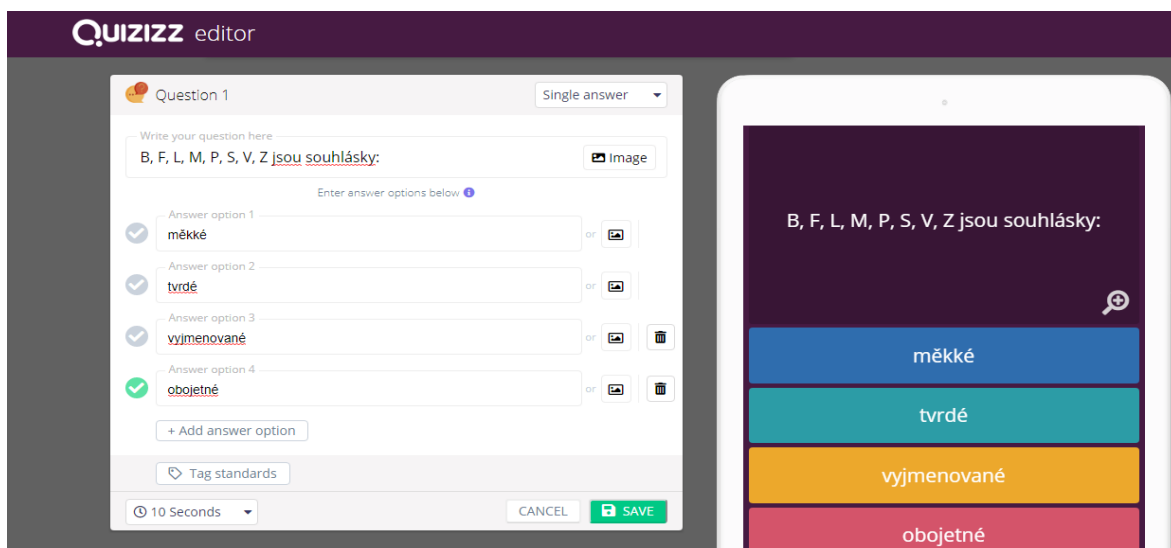 QUIZIZZ editor
Question 1
Single answer
Write your question here
B, F, L, M, P, S, V, Z jsou souhlásky:
Image
Enter answer options below
Answer option 1
měkké
or
Answer option 2
tvrdé
or
Answer option 3
vyjmenované
or
Answer option 4
obojetné
or
+ Add answer option
Tag standards
10 Seconds
CANCEL
SAVE
B, F, L, M, P, S, V, Z jsou souhlásky:
měkké
tvrdé
vyjmenované
obojetné